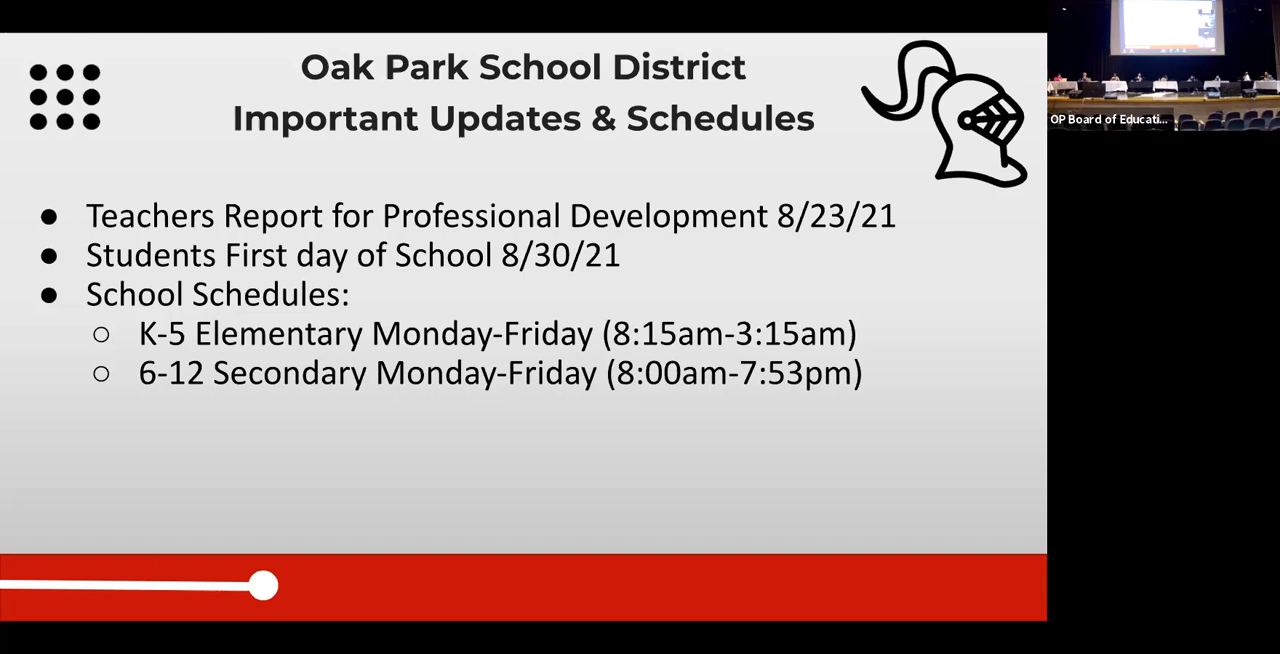 Oak Park School District
Important Updates & Schedules
● Teachers Report for Professional Development 8/23/21
● Students First day of School 8/30/21
● School Schedules:
○ K-5 Elementary Monday-Friday (8:15am-3:15am)
○ 6-12 Secondary Monday-Friday (8:00am-7:53pm)
OP Board of Educati...